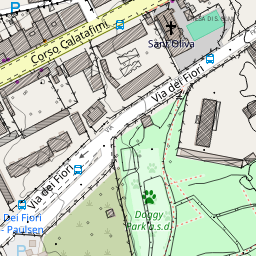 P
Corso Calatafimi
Sant'Oliva
Via dei Fiori
Via dei Fiori
Dei Fiori
- Paulsen
Doggy
Park a.s.d.